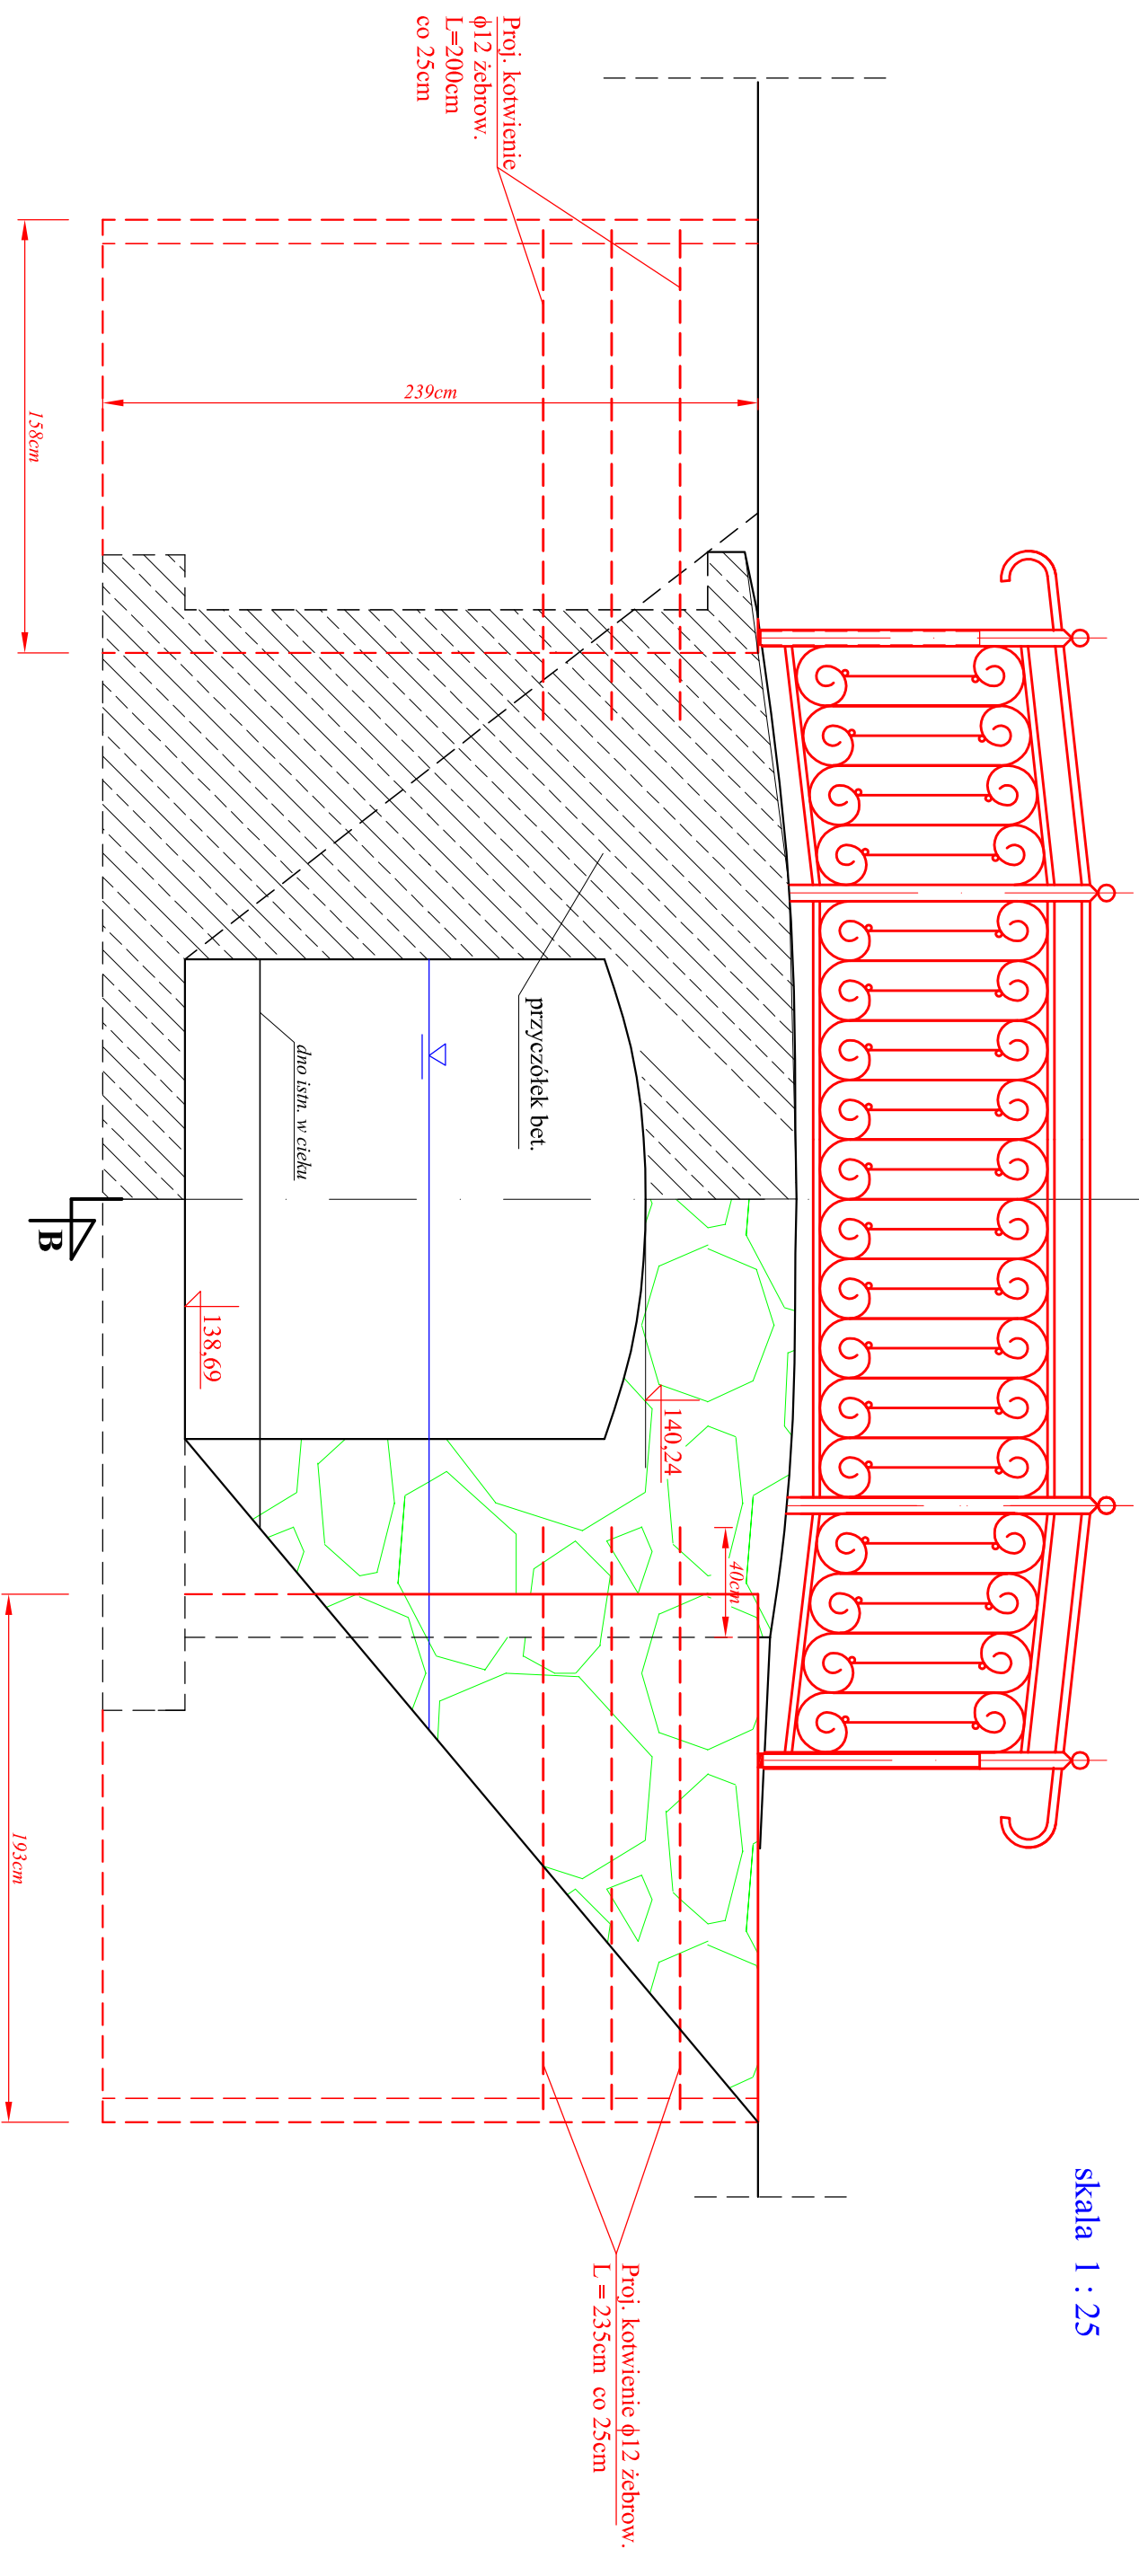 skala 1 : 25
Proj. kotwienie
ϕ12 żebrow.
L=200cm
co 25cm
239cm
158cm
przyczółek bet.
dno istn. w cieku
B
138,69
140,24
40cm
193cm
Proj. kotwienie ϕ12 żebrow.
L = 235cm co 25cm